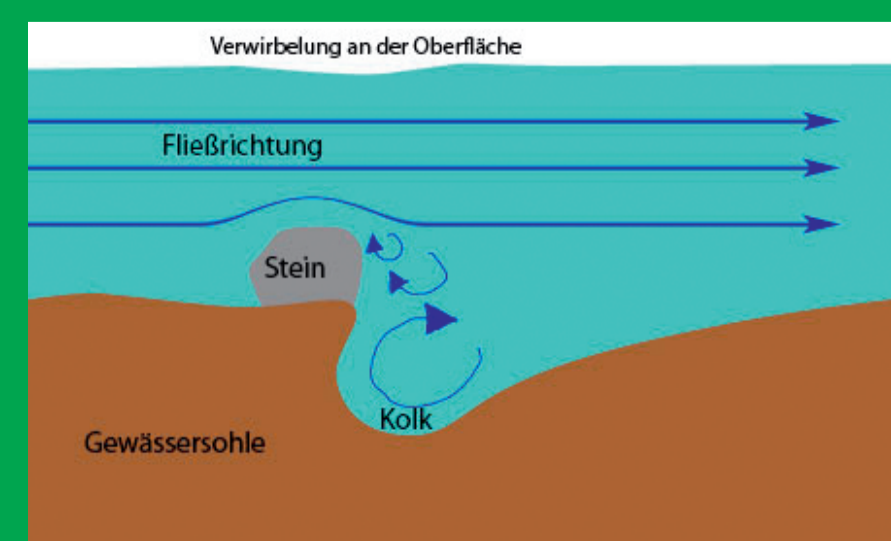 Verwirbelung an der Oberfläche
Fließrichtung
Stein
Kolk
Gewässersohle